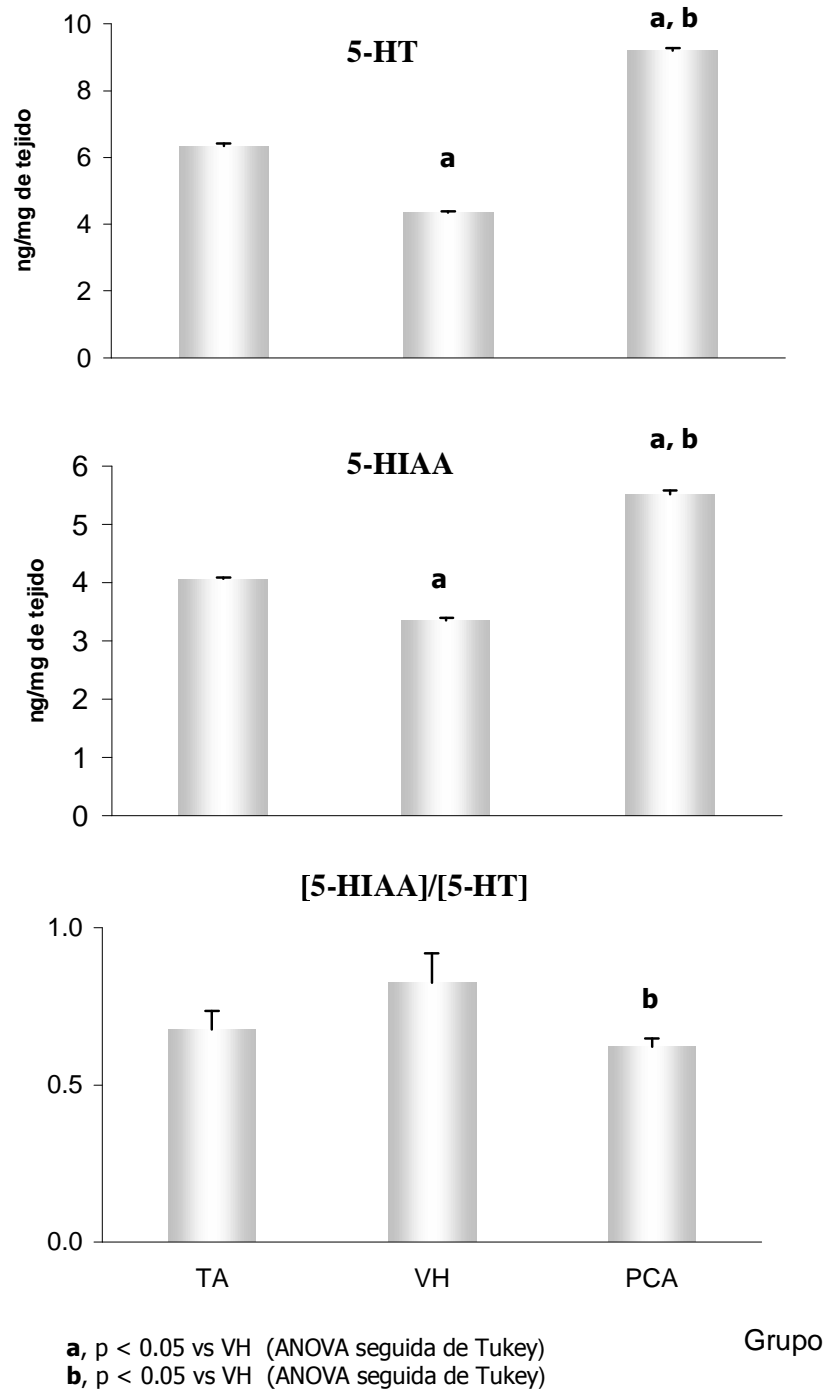 5-HT
a, b
a
ng/mg de tejido
10
8
6
4
2
0
5-HIAA
a, b
a
ng/mg de tejido
6
5
4
3
2
1
0
[5-HIAA]/[5-HT]
b
1.0
0.5
0.0
TA VH PCA
Grupo
a, p < 0.05 vs VH (ANOVA seguida de Tukey)
b, p < 0.05 vs VH (ANOVA seguida de Tukey)